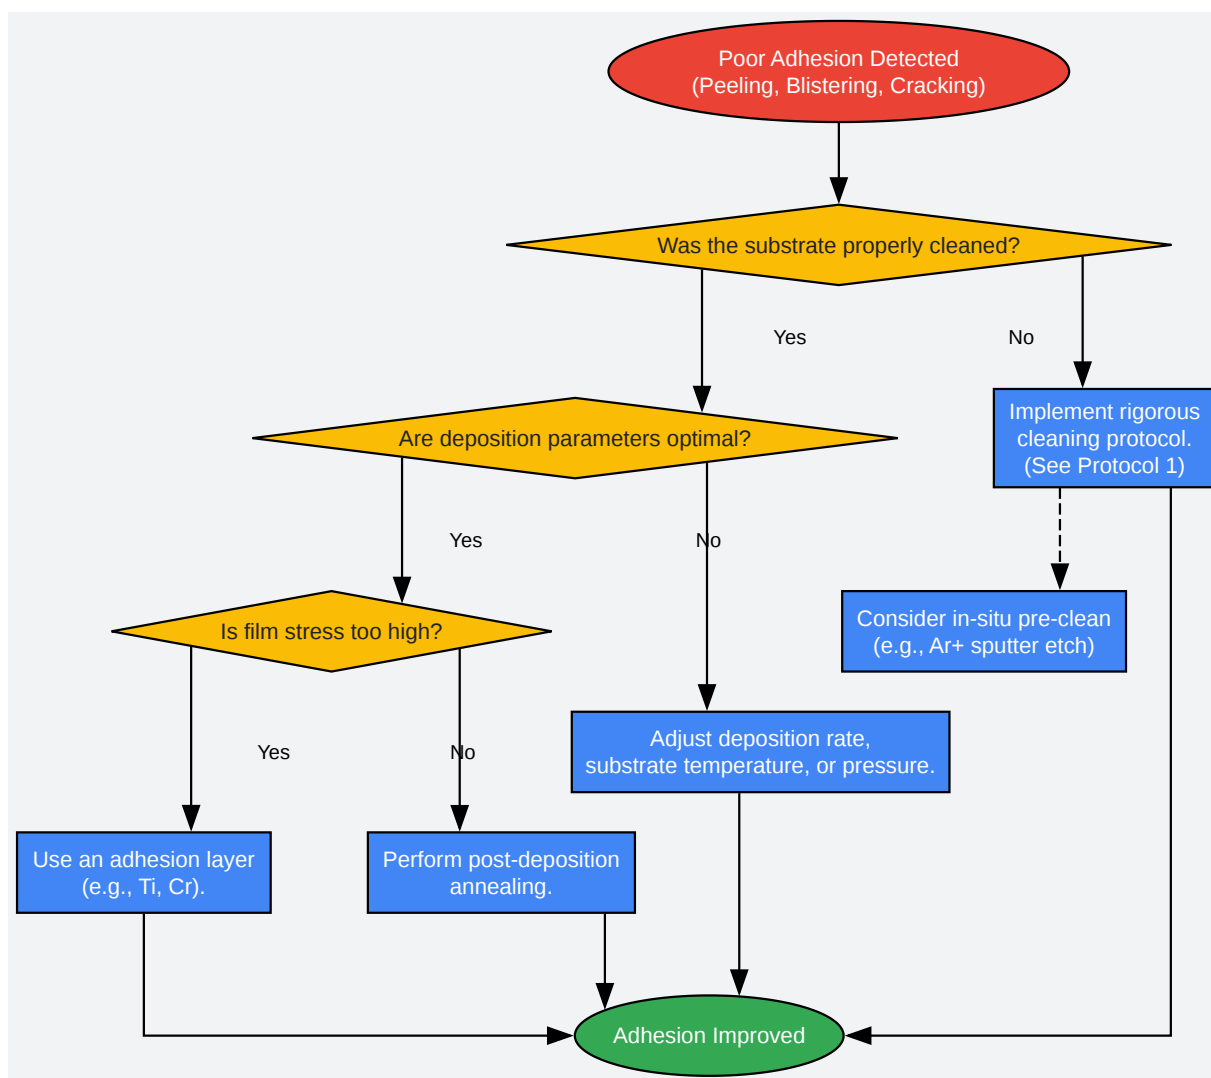 Poor Adhesion Detected
(Peeling, Blistering, Cracking)
Was the substrate properly cleaned?
Yes
No
Are deposition parameters optimal?
Implement rigorous
cleaning protocol.
(See Protocol 1)
Yes
No
Is film stress too high?
Consider in-situ pre-clean
(e.g., Ar+ sputter etch)
Yes
No
Adjust deposition rate,
substrate temperature, or pressure.
Use an adhesion layer
(e.g., Ti, Cr).
Perform post-deposition
annealing.
Adhesion Improved